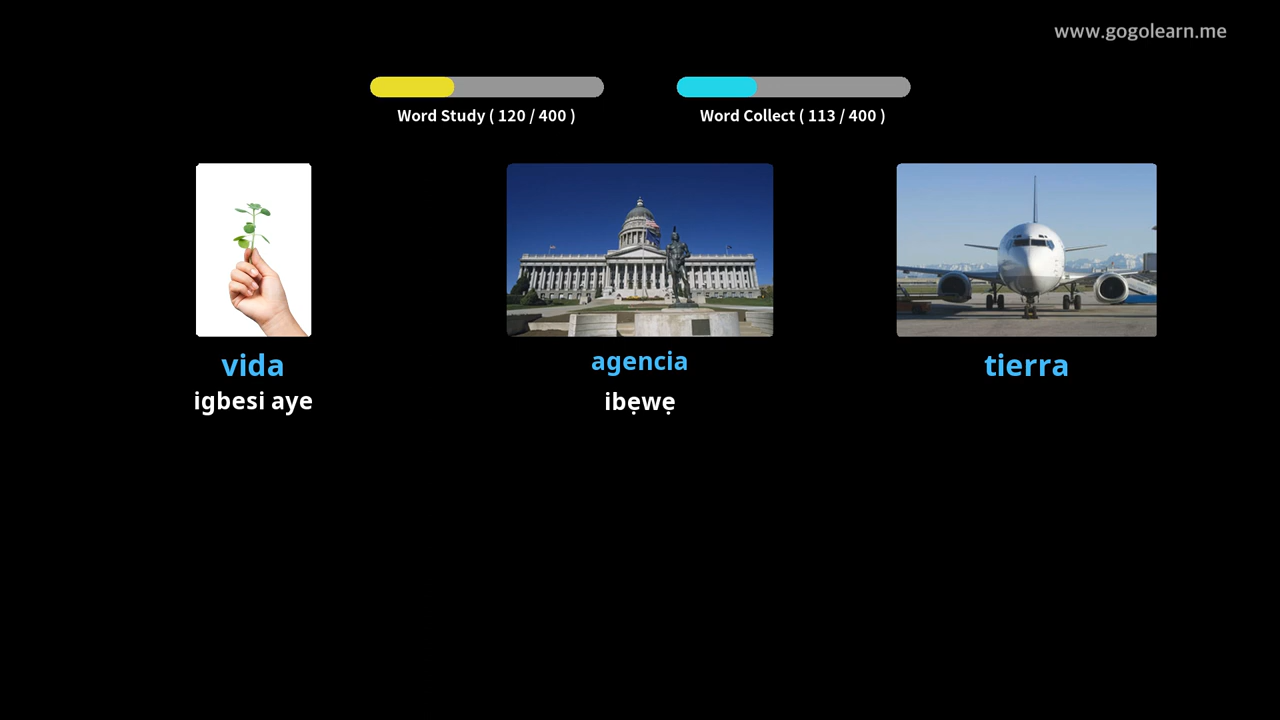 www.gogolearn.me
Word Study ( 120 / 400 )
Word Collect ( 113 / 400 )
vida
igbesi aye
agencia
ibẹwẹ
tierra